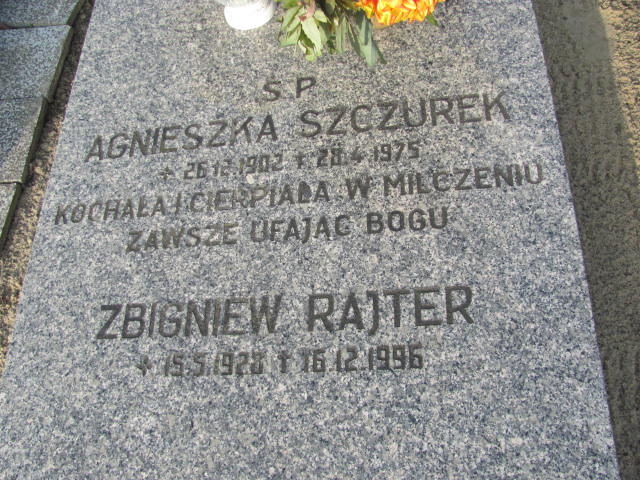 Ś.P.
AGNIESZKA SZCZUREK
+ 26.12.1902 + 28.4.1975
KOCHAŁA I CIERPIAŁA W MILCZENIU
ZAWSZE UFAJĄC BOGU
ZBIGNIEW RAJTER
+ 15.5.1928 + 16.12.1996